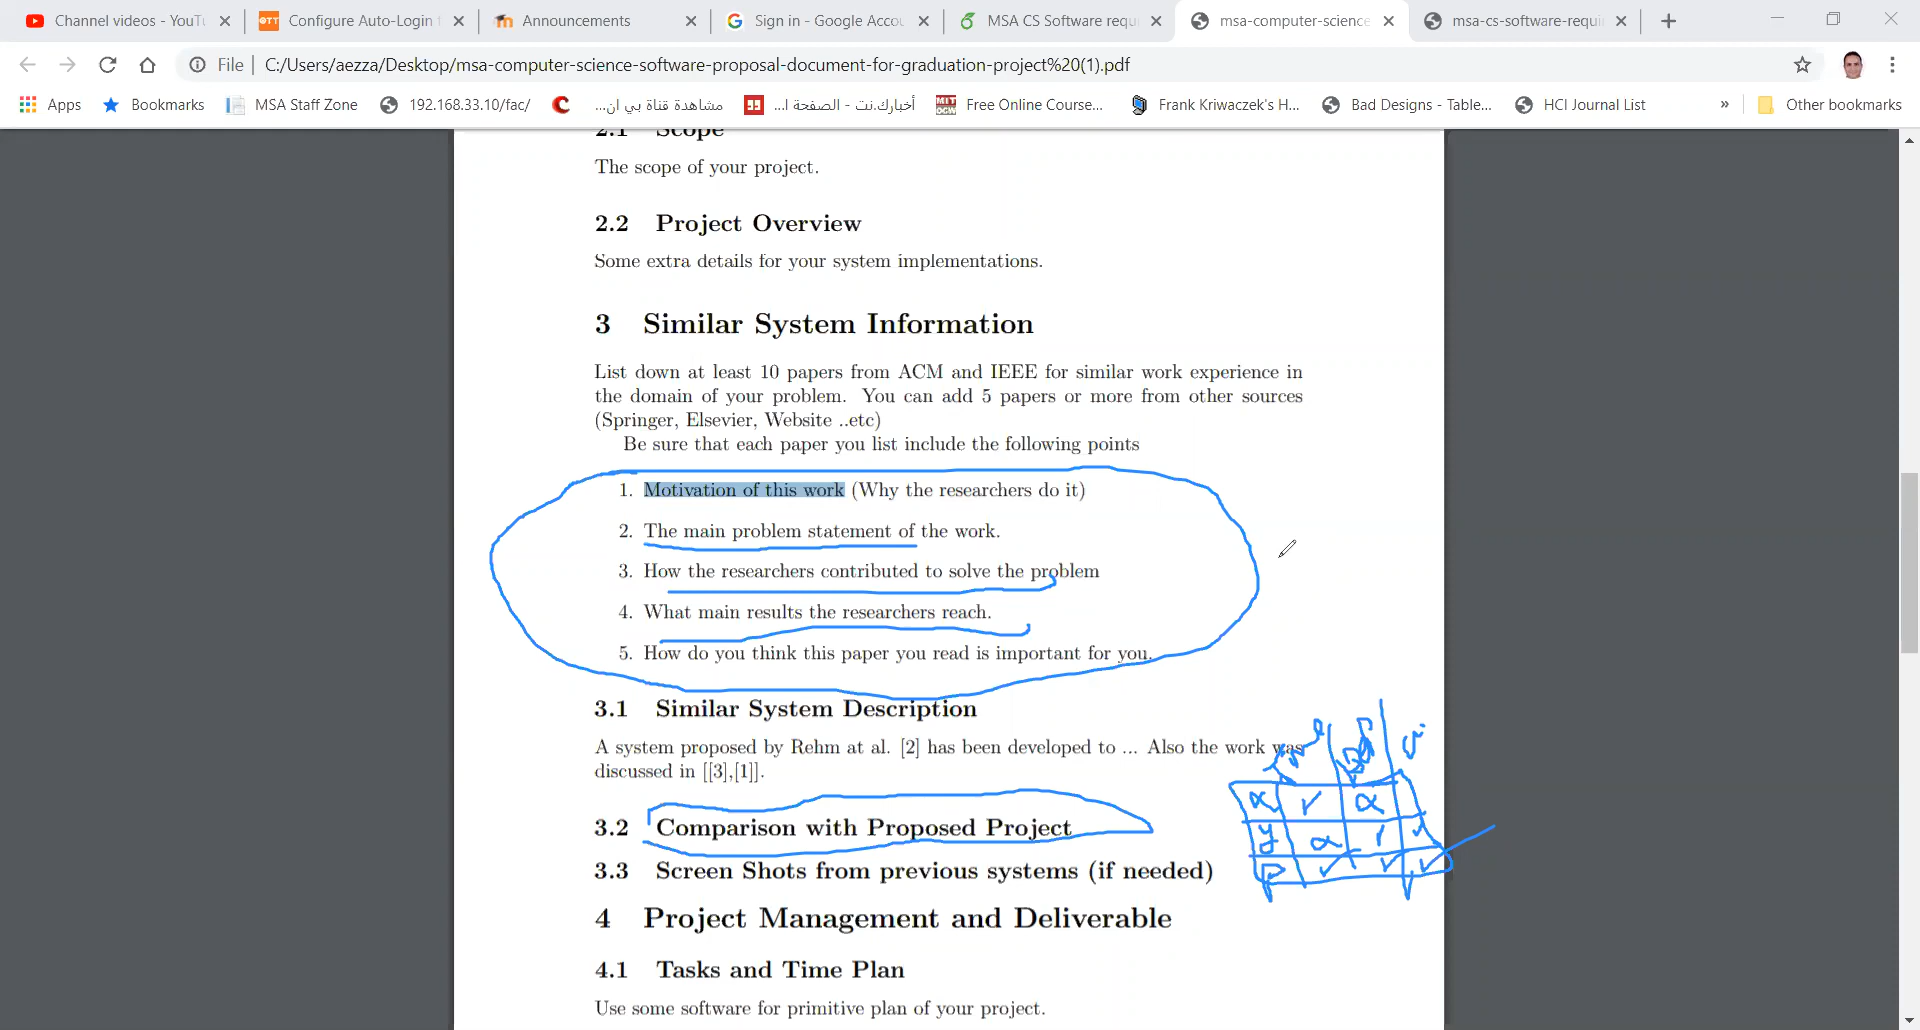 Channel videos - YouTu
Configure Auto-Login f
Announcements
Sign in - Google Accou
MSA CS Software requi
msa-computer-science
msa-cs-software-requir
File | C:/Users/aezza/Desktop/msa-computer-science-software-proposal-document-for-graduation-project%20(1).pdf
Apps Bookmarks MSA Staff Zone 192.168.33.10/fac/ مشاهدة قناة بي ان... أخبارك.نت - الصفحة ا... Free Online Course... Frank Kriwaczek's H... Bad Designs - Table... HCI Journal List » Other bookmarks
2.1 Scope
The scope of your project.
2.2 Project Overview
Some extra details for your system implementations.
3 Similar System Information
List down at least 10 papers from ACM and IEEE for similar work experience in
the domain of your problem. You can add 5 papers or more from other sources
(Springer, Elsevier, Website ..etc)
Be sure that each paper you list include the following points
1. Motivation of this work (Why the researchers do it)
2. The main problem statement of the work.
3. How the researchers contributed to solve the problem
4. What main results the researchers reach.
5. How do you think this paper you read is important for you.
3.1 Similar System Description
A system proposed by Rehm at al. [2] has been developed to ... Also the work was
discussed in [[3],[1]].
3.2 Comparison with Proposed Project
3.3 Screen Shots from previous systems (if needed)
4 Project Management and Deliverable
4.1 Tasks and Time Plan
Use some software for primitive plan of your project.